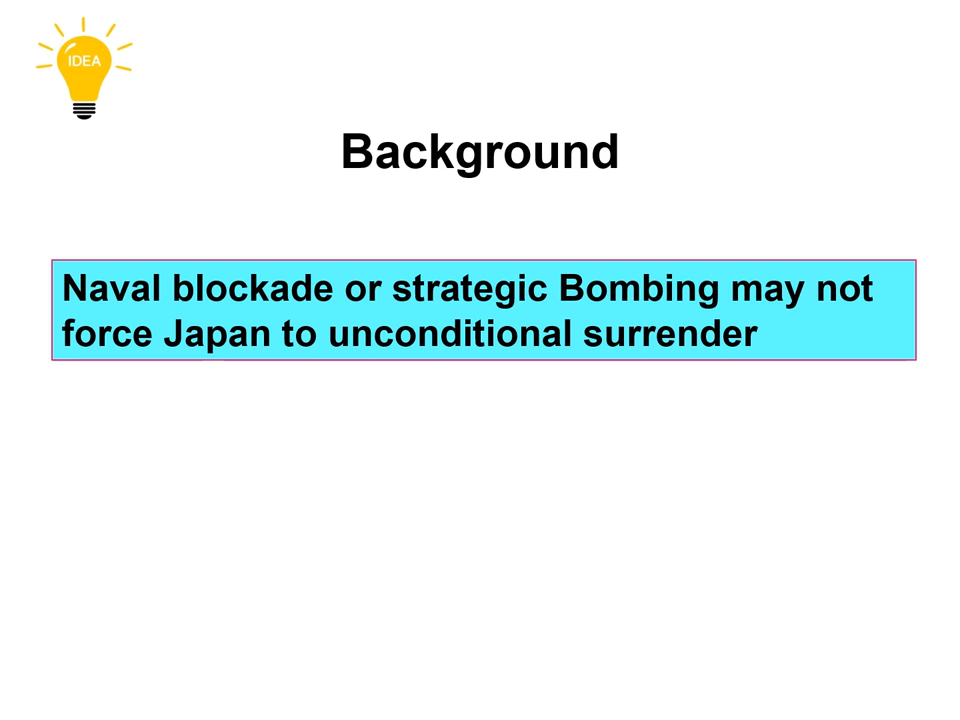 IDEA
Background
Naval blockade or strategic Bombing may not
force Japan to unconditional surrender